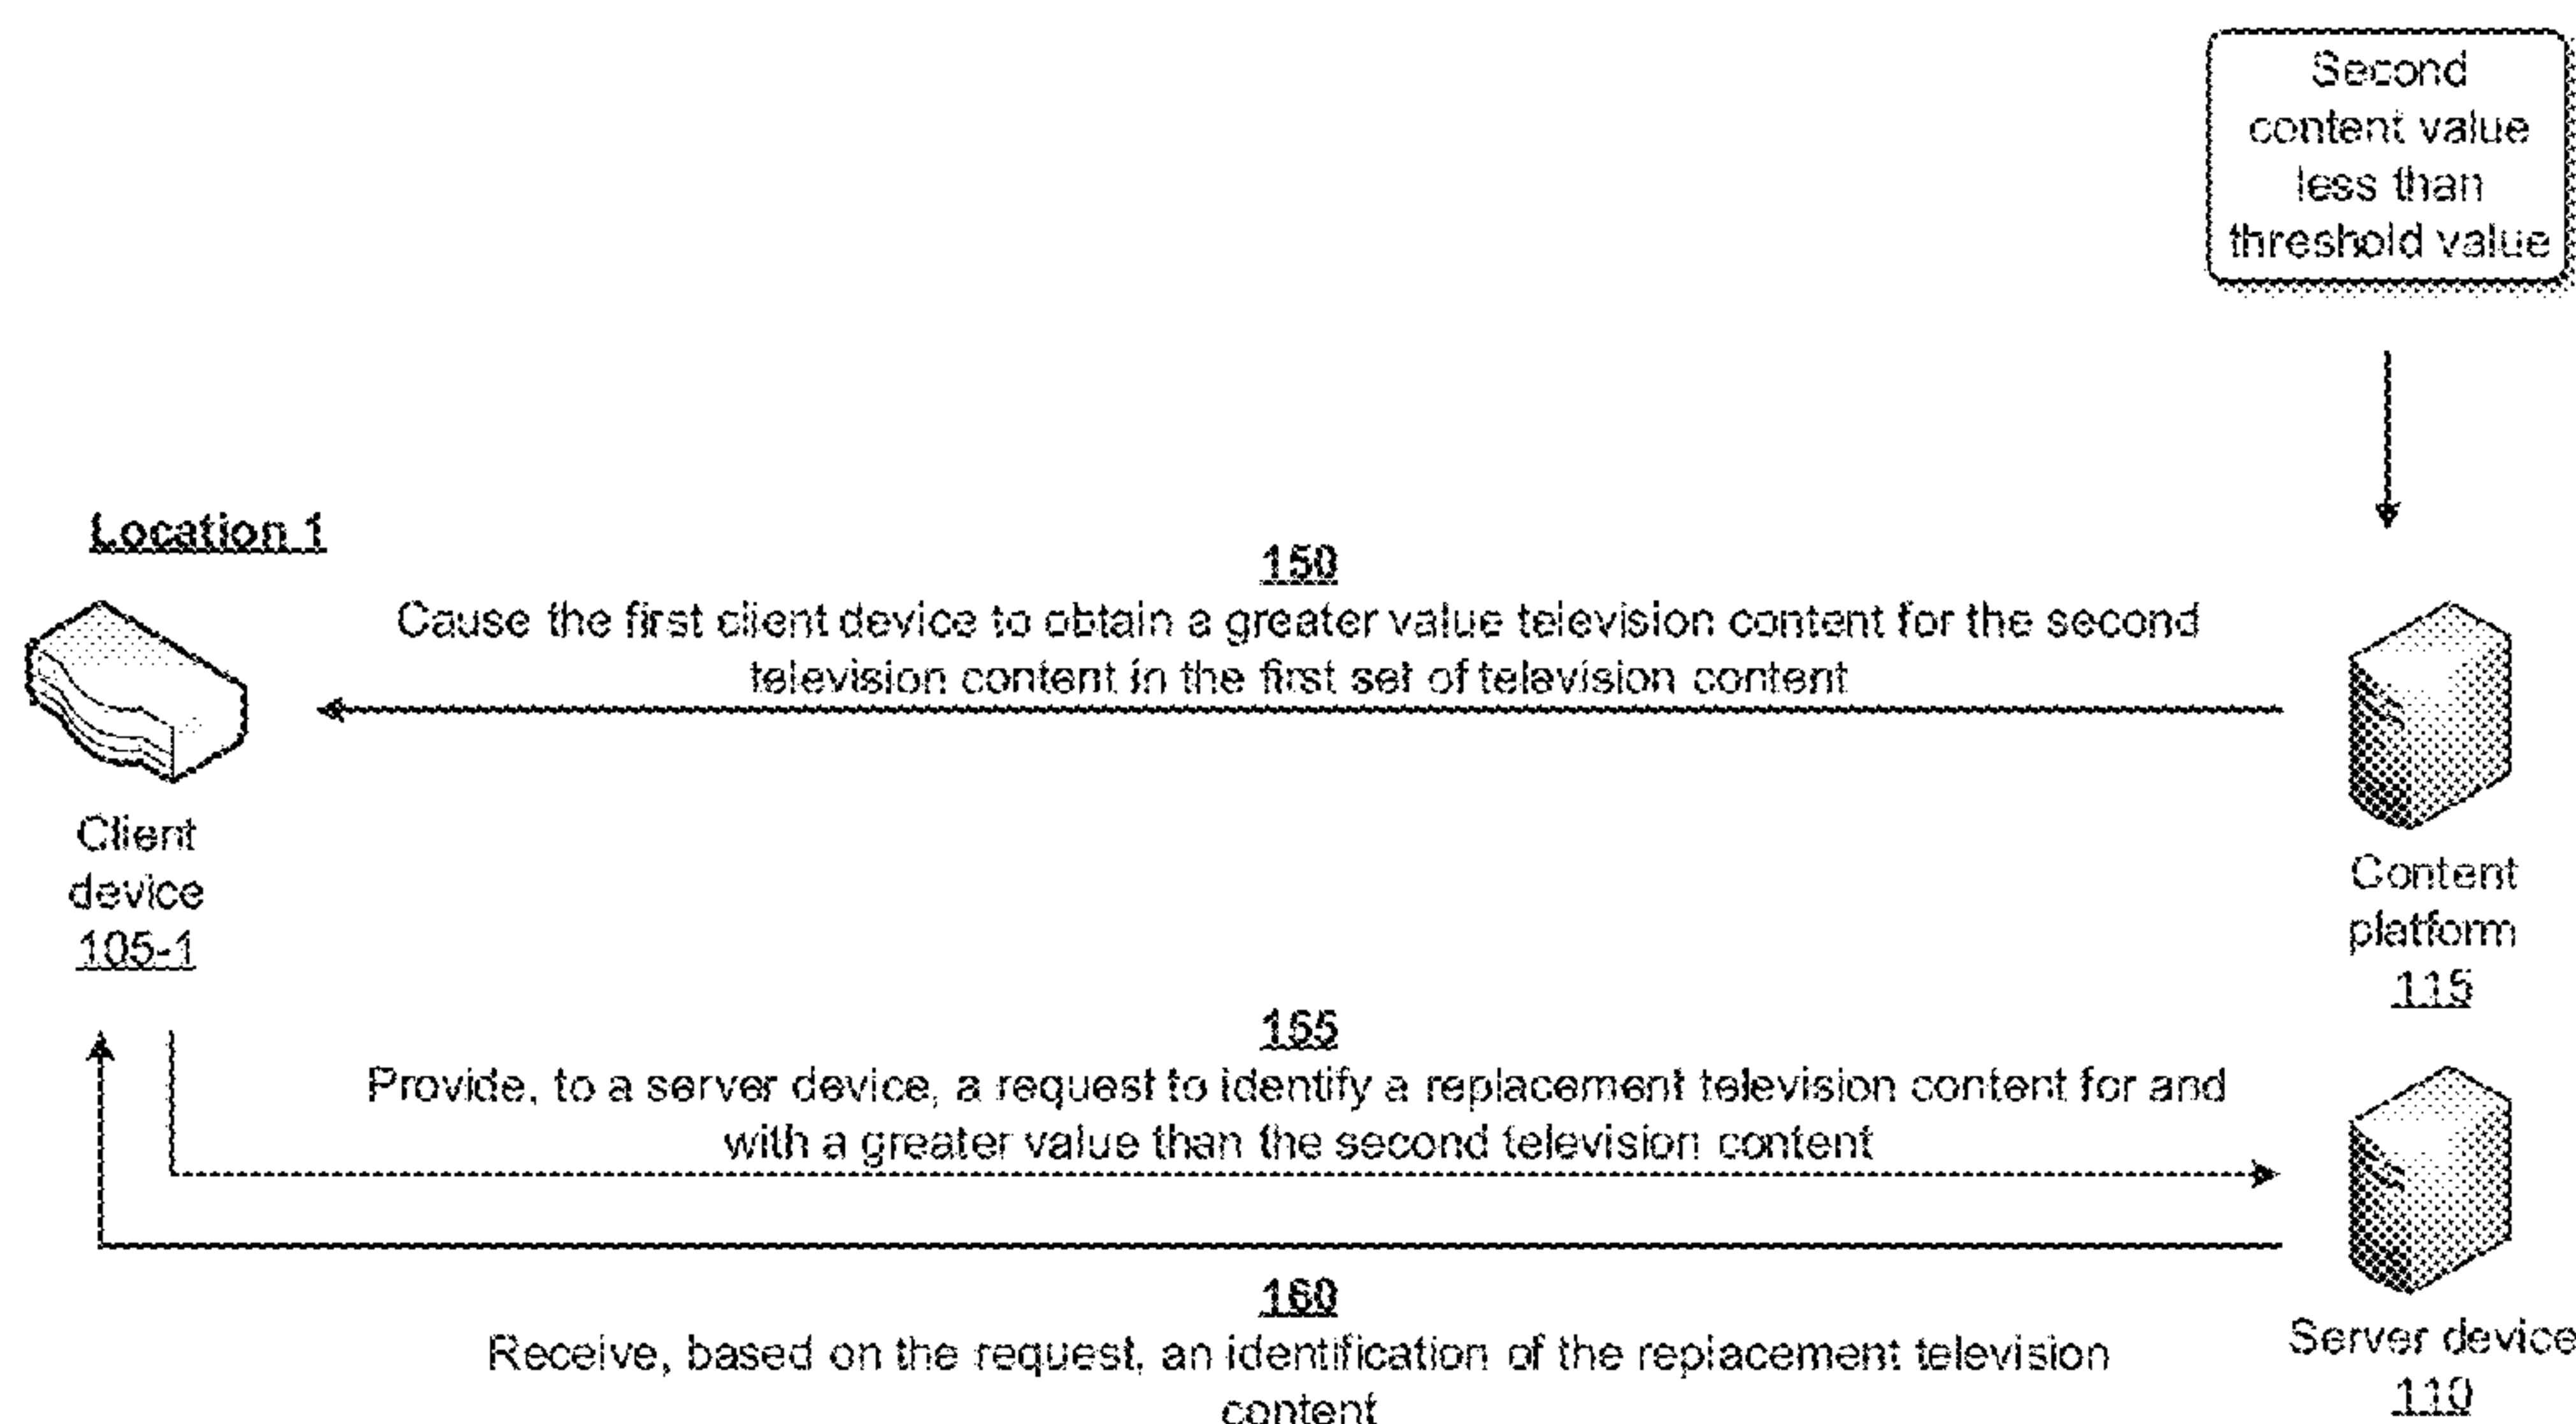 Second
content value
less than
threshold value
Location 1
150
Cause the first client device to obtain a greater value television content for the second
television content in the first set of television content
Client
device
105-1
Content
platform
115
155
Provide, to a server device, a request to identify a replacement television content for and
with a greater value than the second television content
160
Receive, based on the request, an identification of the replacement television
content
Server device
110